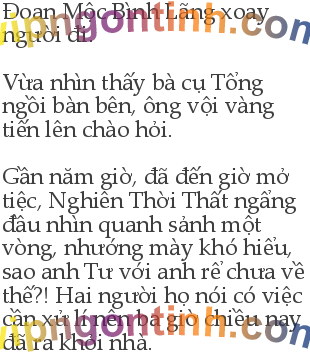 Đoan Mộc Bình Lãng xoay
người đi.
Vừa nhìn thấy bà cụ Tổng
ngồi bàn bên, ông vội vàng
tiến lên chào hỏi.
Gần năm giờ, đã đến giờ mở
tiệc, Nghiên Thời Thất ngẩng
đầu nhìn quanh sảnh một
vòng, nhướng mày khó hiểu,
sao anh Tư với anh rể chưa về
thế?! Hai người họ nói có việc
cần xử lí nên ba giờ chiều nay
đã ra khỏi nhà.
vipngontinh.com
vipngontinh.com